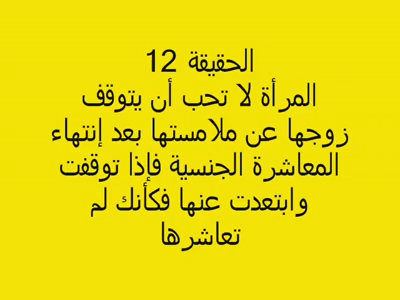 الحقيقة 12
المرأة لا تحب أن يتوقف
زوجها عن ملامستها بعد إنتهاء
المعاشرة الجنسية فإذا توقفت
وابتعدت عنها فكأنك لم
تعاشرها